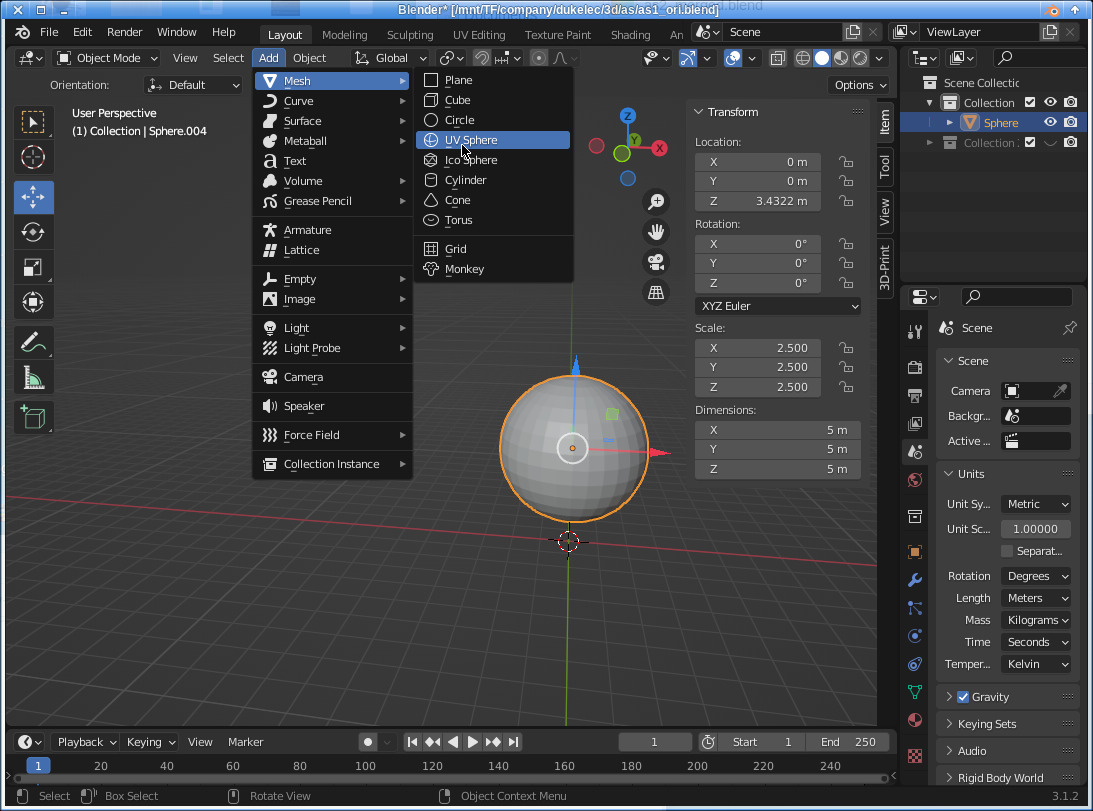 Blender* [/mnt/TF/company/dukelec/3d/as/as1_ori.blend]
File Edit Render Window Help Layout Modeling Sculpting UV Editing Texture Paint Shading An Scene ViewLayer
Object Mode View Select Add Object Global
Orientation: Default Options
User Perspective
(1) Collection | Sphere.004
Mesh
Curve
Surface
Metaball
Text
Volume
Grease Pencil
Armature
Lattice
Empty
Image
Light
Light Probe
Camera
Speaker
Force Field
Collection Instance
Plane
Cube
Circle
UV Sphere
Ico Sphere
Cylinder
Cone
Torus
Grid
Monkey
Z
Y
X
Transform
Location:
X 0 m
Y 0 m
Z 3.4322 m
Rotation:
X 0°
Y 0°
Z 0°
XYZ Euler
Scale:
X 2.500
Y 2.500
Z 2.500
Dimensions:
X 5 m
Y 5 m
Z 5 m
Item
Tool
View
3D-Print
Scene Collectic
Collection
Sphere
Collection
Scene
Scene
Camera
Backgr...
Active ...
Units
Unit Sy... Metric
Unit Sc... 1.00000
Separat...
Rotation Degrees
Length Meters
Mass Kilograms
Time Seconds
Temper... Kelvin
Gravity
Keying Sets
Audio
Rigid Body World
Playback Keying View Marker 1 Start 1 End 250
1 20 40 60 80 100 120 140 160 180 200 220 240
Select Box Select Rotate View Object Context Menu 3.1.2